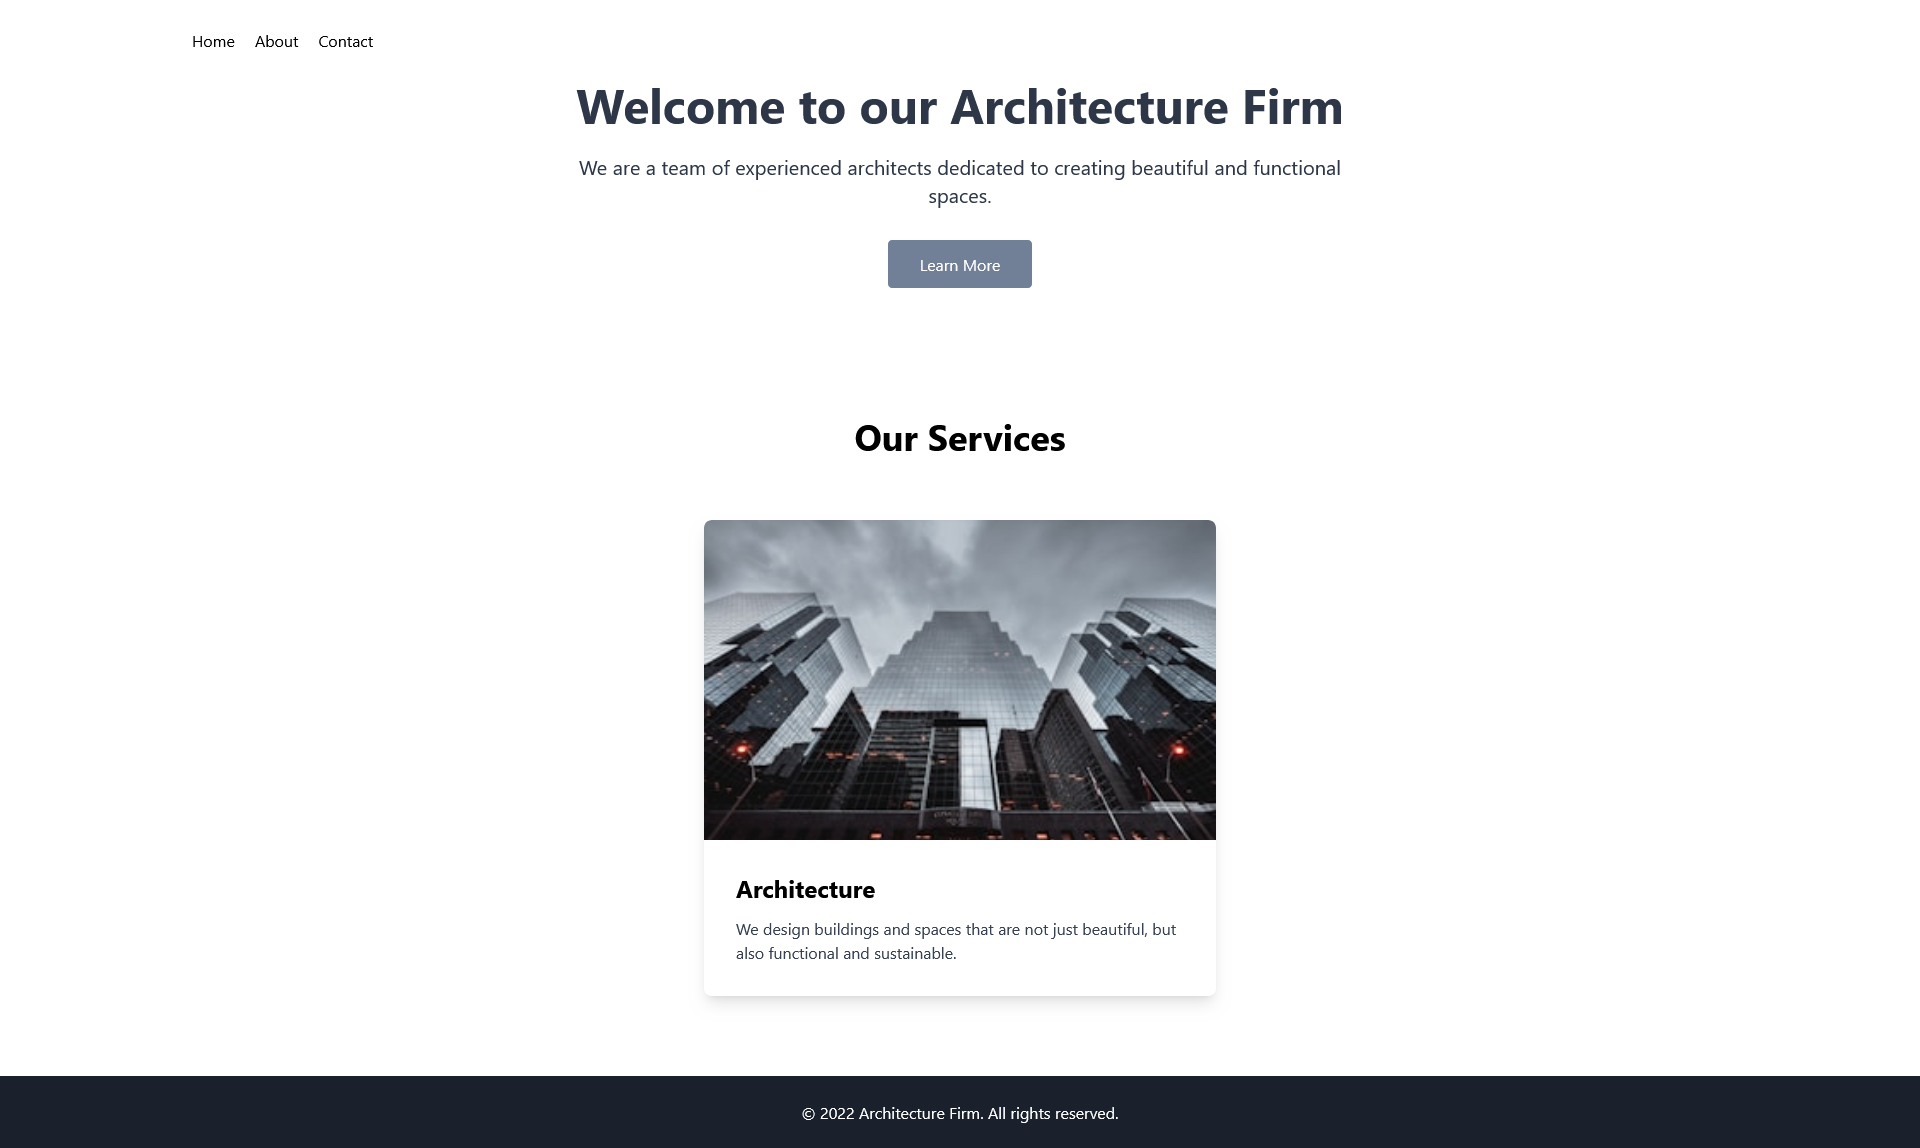 Home About Contact
Welcome to our Architecture Firm
We are a team of experienced architects dedicated to creating beautiful and functional
spaces.
Learn More
Our Services
Architecture
We design buildings and spaces that are not just beautiful, but
also functional and sustainable.
© 2022 Architecture Firm. All rights reserved.